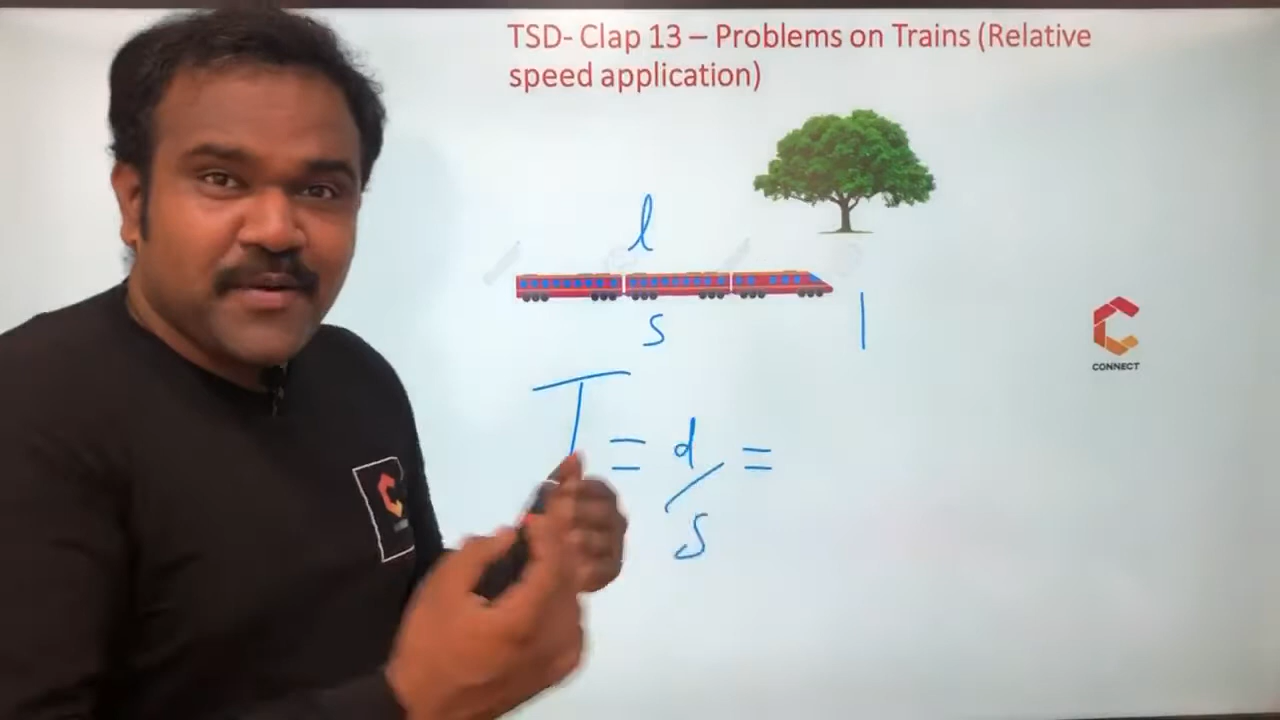 TSD- Clap 13 – Problems on Trains (Relative
speed application)
l
s
T = d/s =
CONNECT